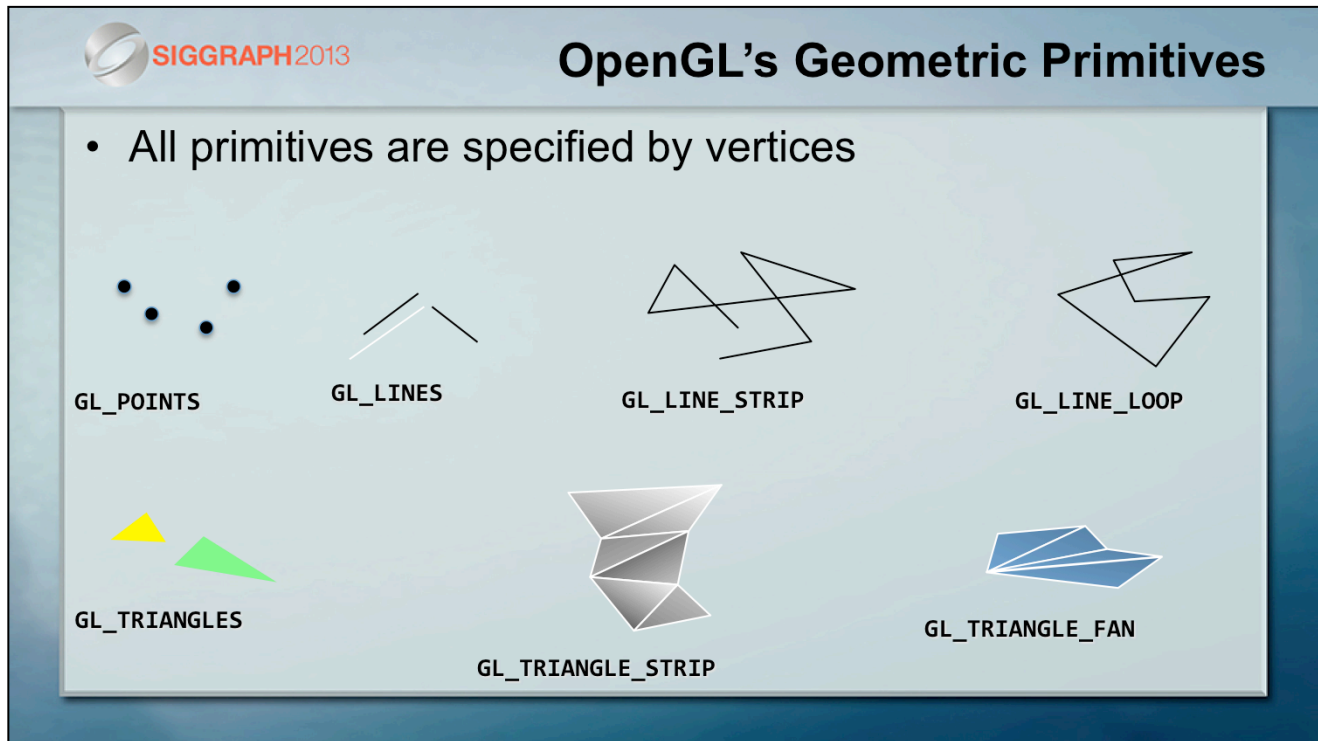 SIGGRAPH2013
OpenGL’s Geometric Primitives
• All primitives are specified by vertices
GL_POINTS
GL_LINES
GL_LINE_STRIP
GL_LINE_LOOP
GL_TRIANGLES
GL_TRIANGLE_STRIP
GL_TRIANGLE_FAN